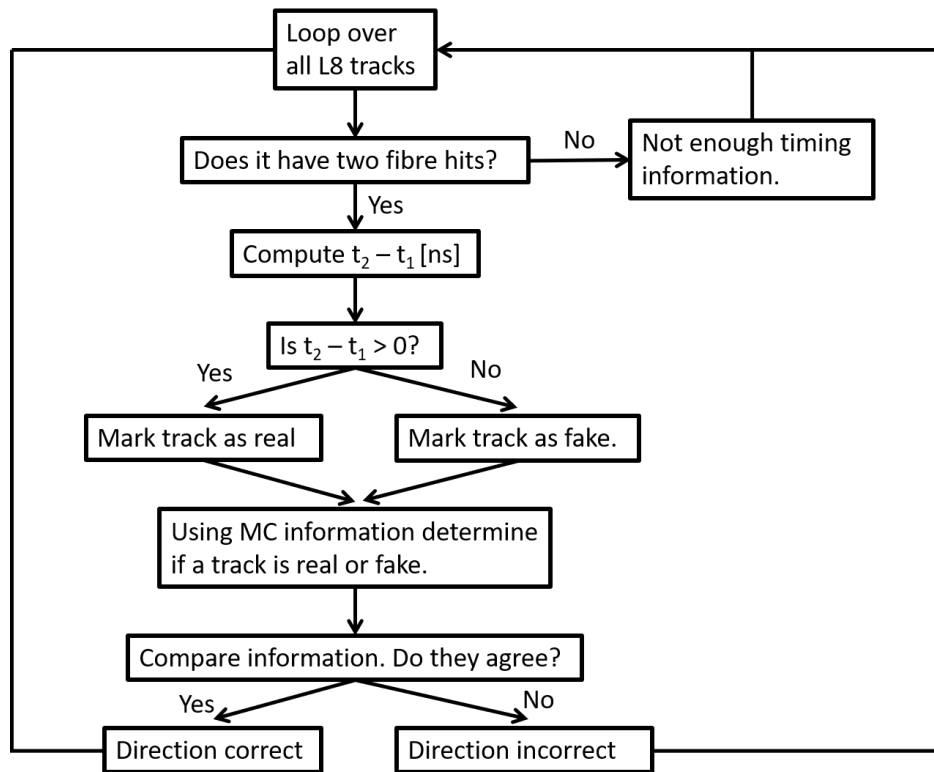 Loop over
all L8 tracks
Does it have two fibre hits?
No
Not enough timing
information.
Yes
Compute t₂ – t₁ [ns]
Is t₂ – t₁ > 0?
Yes
No
Mark track as real
Mark track as fake.
Using MC information determine
if a track is real or fake.
Compare information. Do they agree?
Yes
No
Direction correct
Direction incorrect